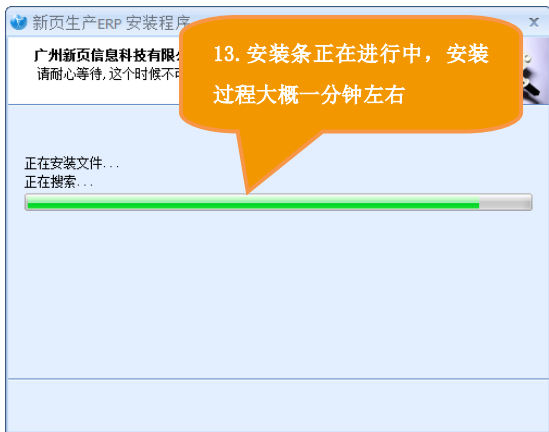 新页生产ERP 安装程序
广州新页信息科技有限
请耐心等待,这个时候不
13.安装条正在进行中，安装
过程大概一分钟左右
正在安装文件...
正在搜索...